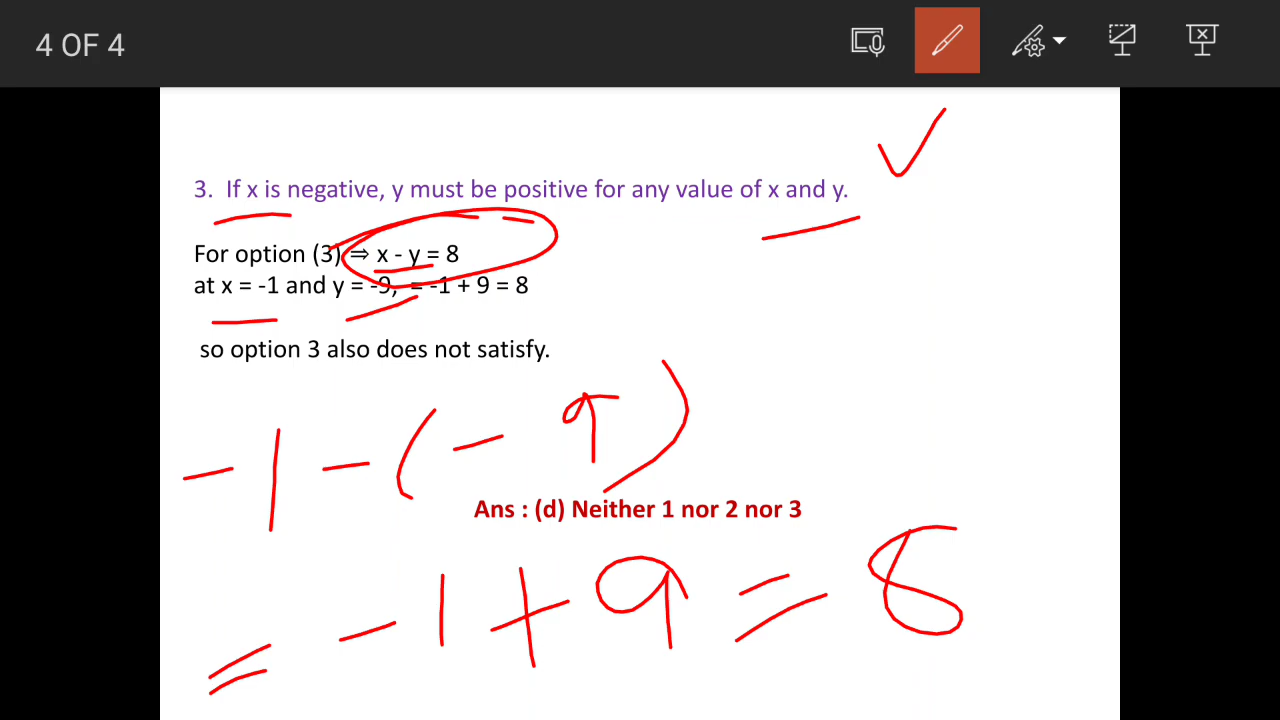 4 OF 4
3. If x is negative, y must be positive for any value of x and y.
For option (3) ⇒ x - y = 8
at x = -1 and y = -9, = -1 + 9 = 8
so option 3 also does not satisfy.
-1 - (-9)
Ans : (d) Neither 1 nor 2 nor 3
= -1 + 9 = 8